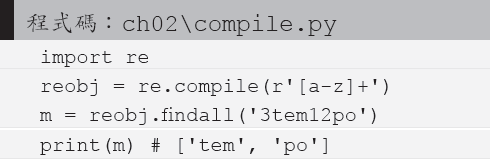 程式碼：ch02\compile.py
import re
reobj = re.compile(r'[a-z]+')
m = reobj.findall('3tem12po')
print(m) # ['tem', 'po']